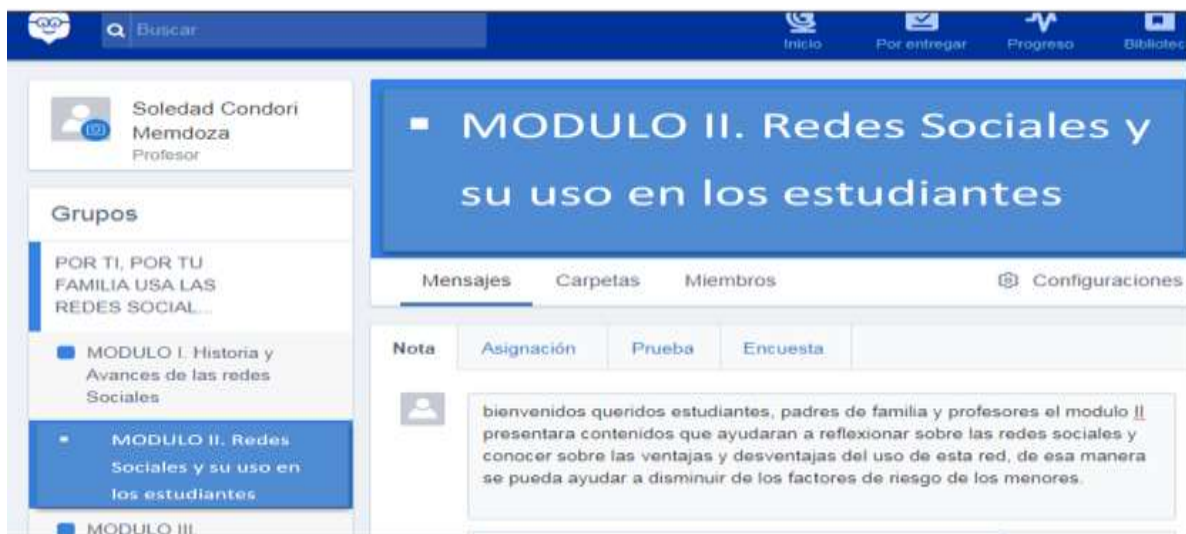 Buscar
Inicio
Por entregar
Progreso
Bibliotec
Soledad Condori
Memdoza
Profesor
Grupos
POR TI, POR TU
FAMILIA USA LAS
REDES SOCIAL...
MODULO I. Historia y
Avances de las redes
Sociales
MODULO II. Redes
Sociales y su uso en
los estudiantes
MODULO III
MODULO II. Redes Sociales y
su uso en los estudiantes
Mensajes Carpetas Miembros Configuraciones
Nota Asignación Prueba Encuesta
bienvenidos queridos estudiantes, padres de familia y profesores el modulo II
presentara contenidos que ayudaran a reflexionar sobre las redes sociales y
conocer sobre las ventajas y desventajas del uso de esta red, de esa manera
se pueda ayudar a disminuir de los factores de riesgo de los menores.